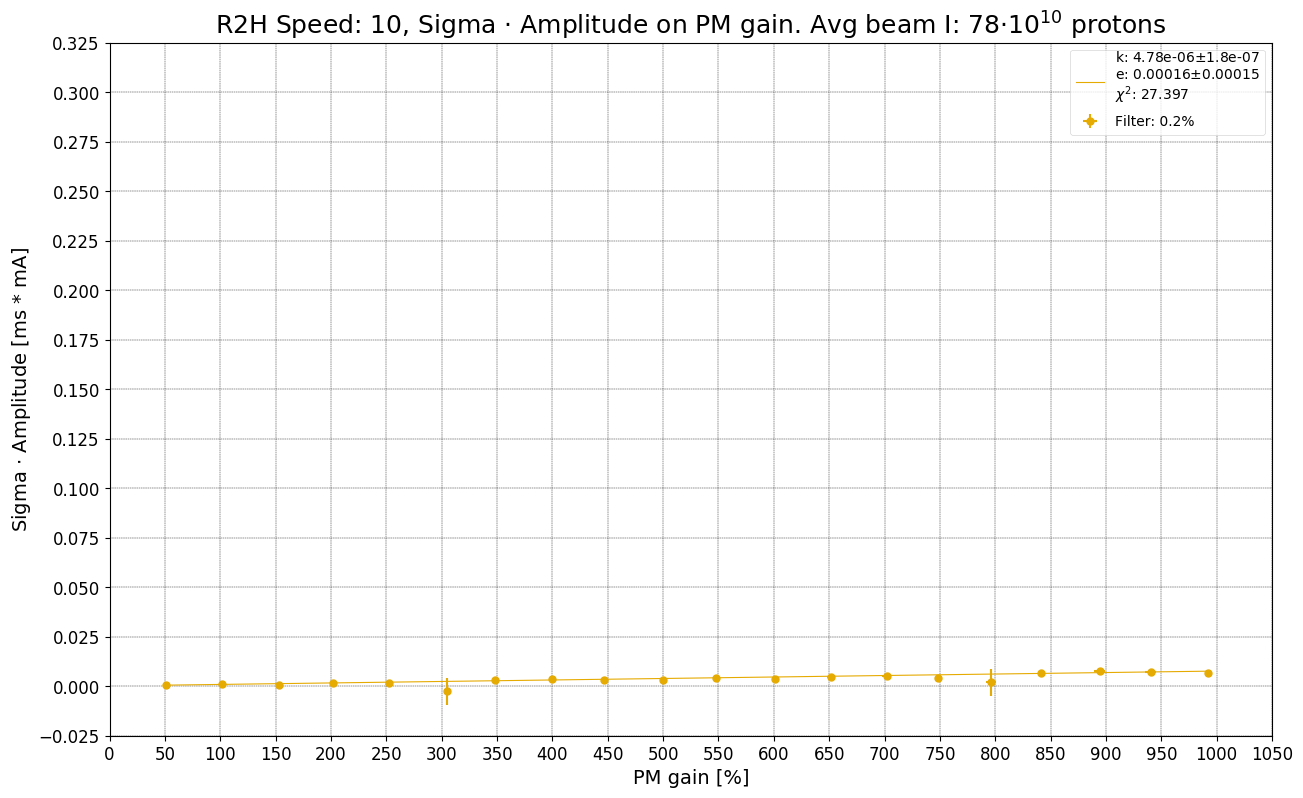 R2H Speed: 10, Sigma · Amplitude on PM gain. Avg beam I: 78·10^10 protons
k: 4.78e-06±1.8e-07
e: 0.00016±0.00015
χ²: 27.397
Filter: 0.2%
Sigma · Amplitude [ms * mA]
0.325
0.300
0.275
0.250
0.225
0.200
0.175
0.150
0.125
0.100
0.075
0.050
0.025
0.000
−0.025
0 50 100 150 200 250 300 350 400 450 500 550 600 650 700 750 800 850 900 950 1000 1050
PM gain [%]